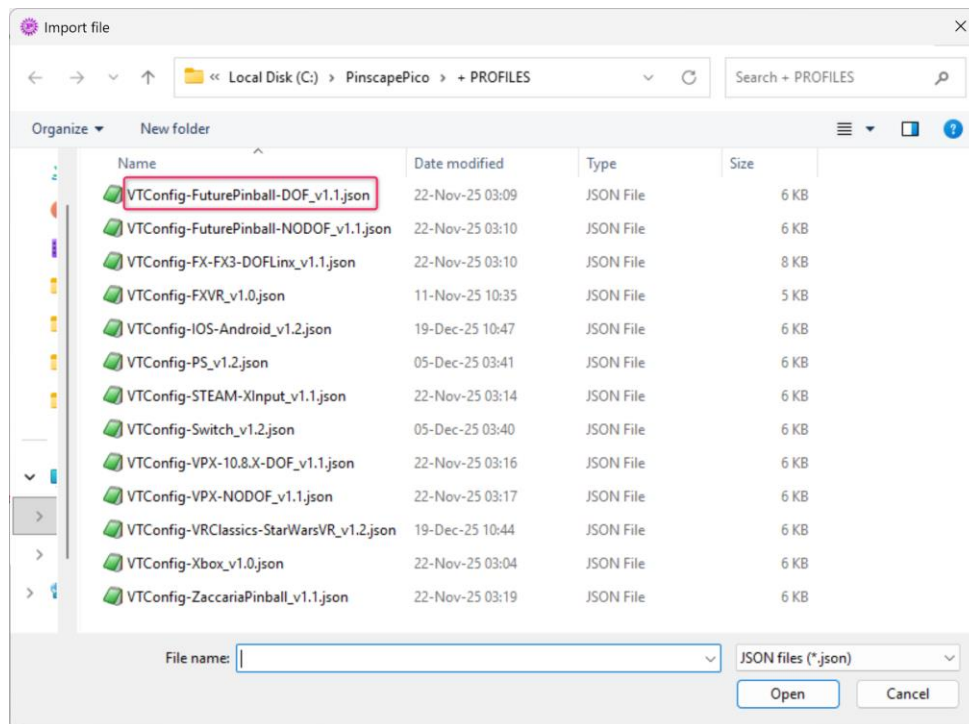 Import file
« Local Disk (C:) > PinscapePico > + PROFILES
Search + PROFILES
Organize New folder
Name Date modified Type Size
VTConfig-FuturePinball-DOF_v1.1.json 22-Nov-25 03:09 JSON File 6 KB
VTConfig-FuturePinball-NODOF_v1.1.json 22-Nov-25 03:10 JSON File 6 KB
VTConfig-FX-FX3-DOFLinx_v1.1.json 22-Nov-25 03:10 JSON File 8 KB
VTConfig-FXVR_v1.0.json 11-Nov-25 10:35 JSON File 5 KB
VTConfig-IOS-Android_v1.2.json 19-Dec-25 10:47 JSON File 6 KB
VTConfig-PS_v1.2.json 05-Dec-25 03:41 JSON File 6 KB
VTConfig-STEAM-XInput_v1.1.json 22-Nov-25 03:14 JSON File 6 KB
VTConfig-Switch_v1.2.json 05-Dec-25 03:40 JSON File 6 KB
VTConfig-VPX-10.8.X-DOF_v1.1.json 22-Nov-25 03:16 JSON File 6 KB
VTConfig-VPX-NODOF_v1.1.json 22-Nov-25 03:17 JSON File 6 KB
VTConfig-VRClassics-StarWarsVR_v1.2.json 19-Dec-25 10:44 JSON File 6 KB
VTConfig-Xbox_v1.0.json 22-Nov-25 03:04 JSON File 6 KB
VTConfig-ZaccariaPinball_v1.1.json 22-Nov-25 03:19 JSON File 6 KB
File name: JSON files (*.json)
Open Cancel